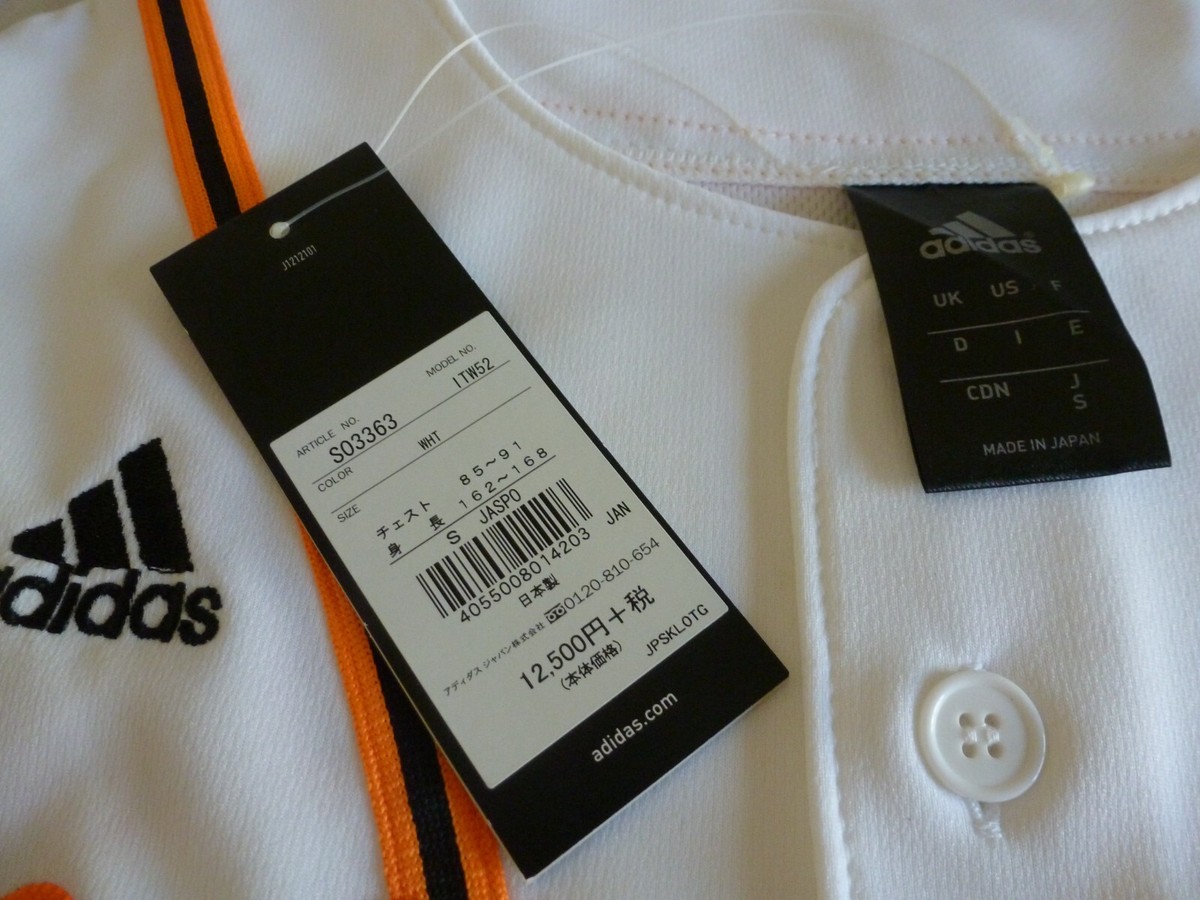 J1212101
ARTICLE NO. MODEL NO.
S03363 ITW52
COLOR WHT
SIZE
チェスト 85～91
身 長 162～168
S JASPO
JAN
4055008014203
日本製
アディダス ジャパン株式会社 0120-810-654
12,500円+税
(本体価格) JPSKL0TG
adidas.com
adidas
adidas
UK US F
D I E
CDN J
S
MADE IN JAPAN